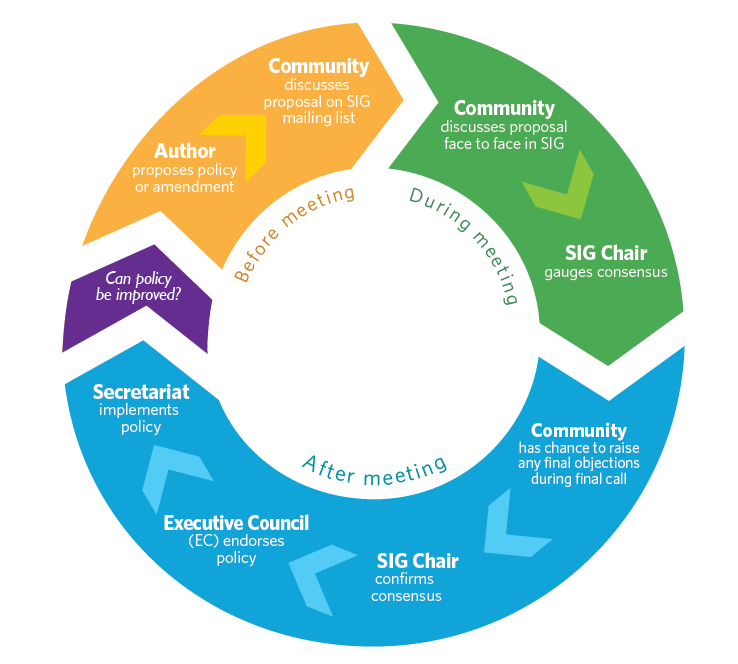 Author
proposes policy
or amendment
Community
discusses
proposal on SIG
mailing list
Before meeting
Community
discusses proposal
face to face in SIG
SIG Chair
gauges consensus
During meeting
Community
has chance to raise
any final objections
during final call
SIG Chair
confirms
consensus
Executive Council
(EC) endorses
policy
Secretariat
implements
policy
After meeting
Can policy
be improved?